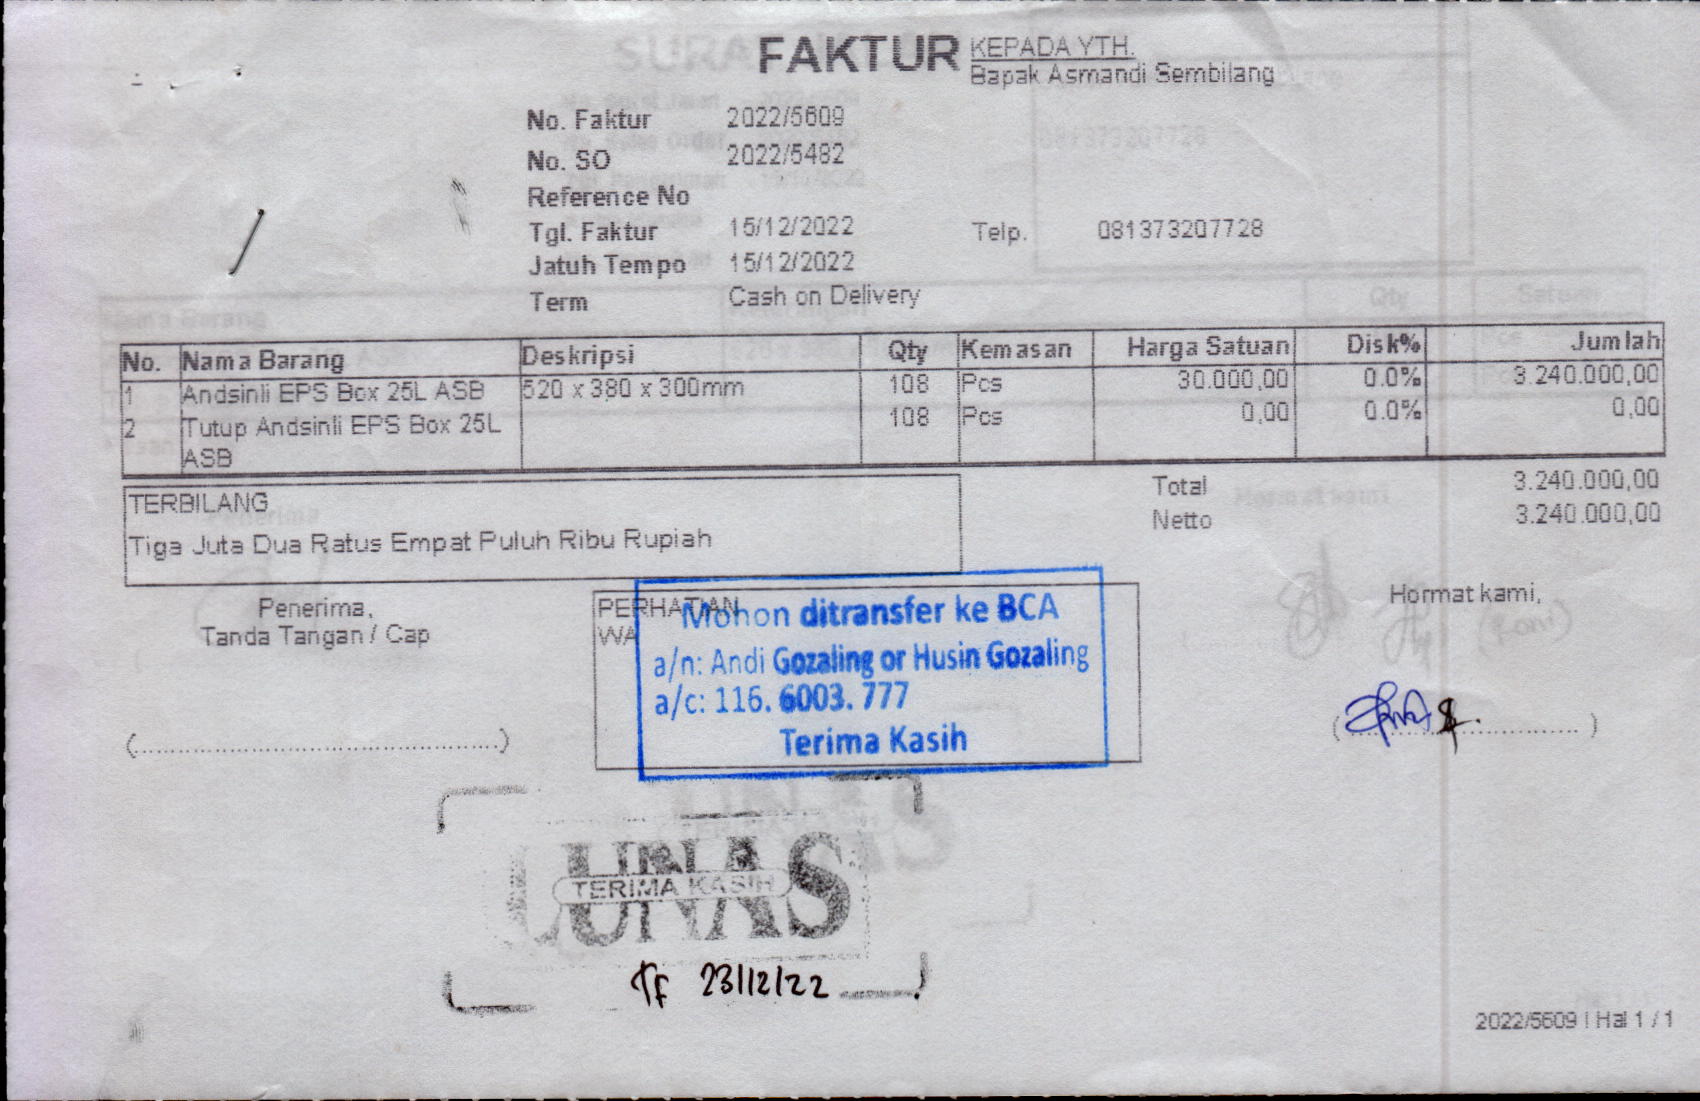 FAKTUR
KEPADA YTH.
Bapak Asmandi Sembilang
No. Faktur 2022/5609
No. SO 2022/5482
Reference No
Tgl. Faktur 15/12/2022 Telp. 081373207728
Jatuh Tempo 15/12/2022
Term Cash on Delivery
No. Nama Barang Deskripsi Qty Kemasan Harga Satuan Disk% Jumlah
1 Andsinli EPS Box 25L ASB 520 x 380 x 300mm 108 Pcs 30.000,00 0.0% 3.240.000,00
2 Tutup Andsinli EPS Box 25L 108 Pcs 0,00 0.0% 0,00
ASB
Total 3.240.000,00
Netto 3.240.000,00
TERBILANG
Tiga Juta Dua Ratus Empat Puluh Ribu Rupiah
Penerima,
Tanda Tangan / Cap
PERHATIAN
WA
Mohon ditransfer ke BCA
a/n: Andi Gozaling or Husin Gozaling
a/c: 116. 6003. 777
Terima Kasih
Hormat kami,
(Rani)
LUNAS
TERIMA KASIH
Tf 23/12/22
2022/5609 | Hal 1 / 1